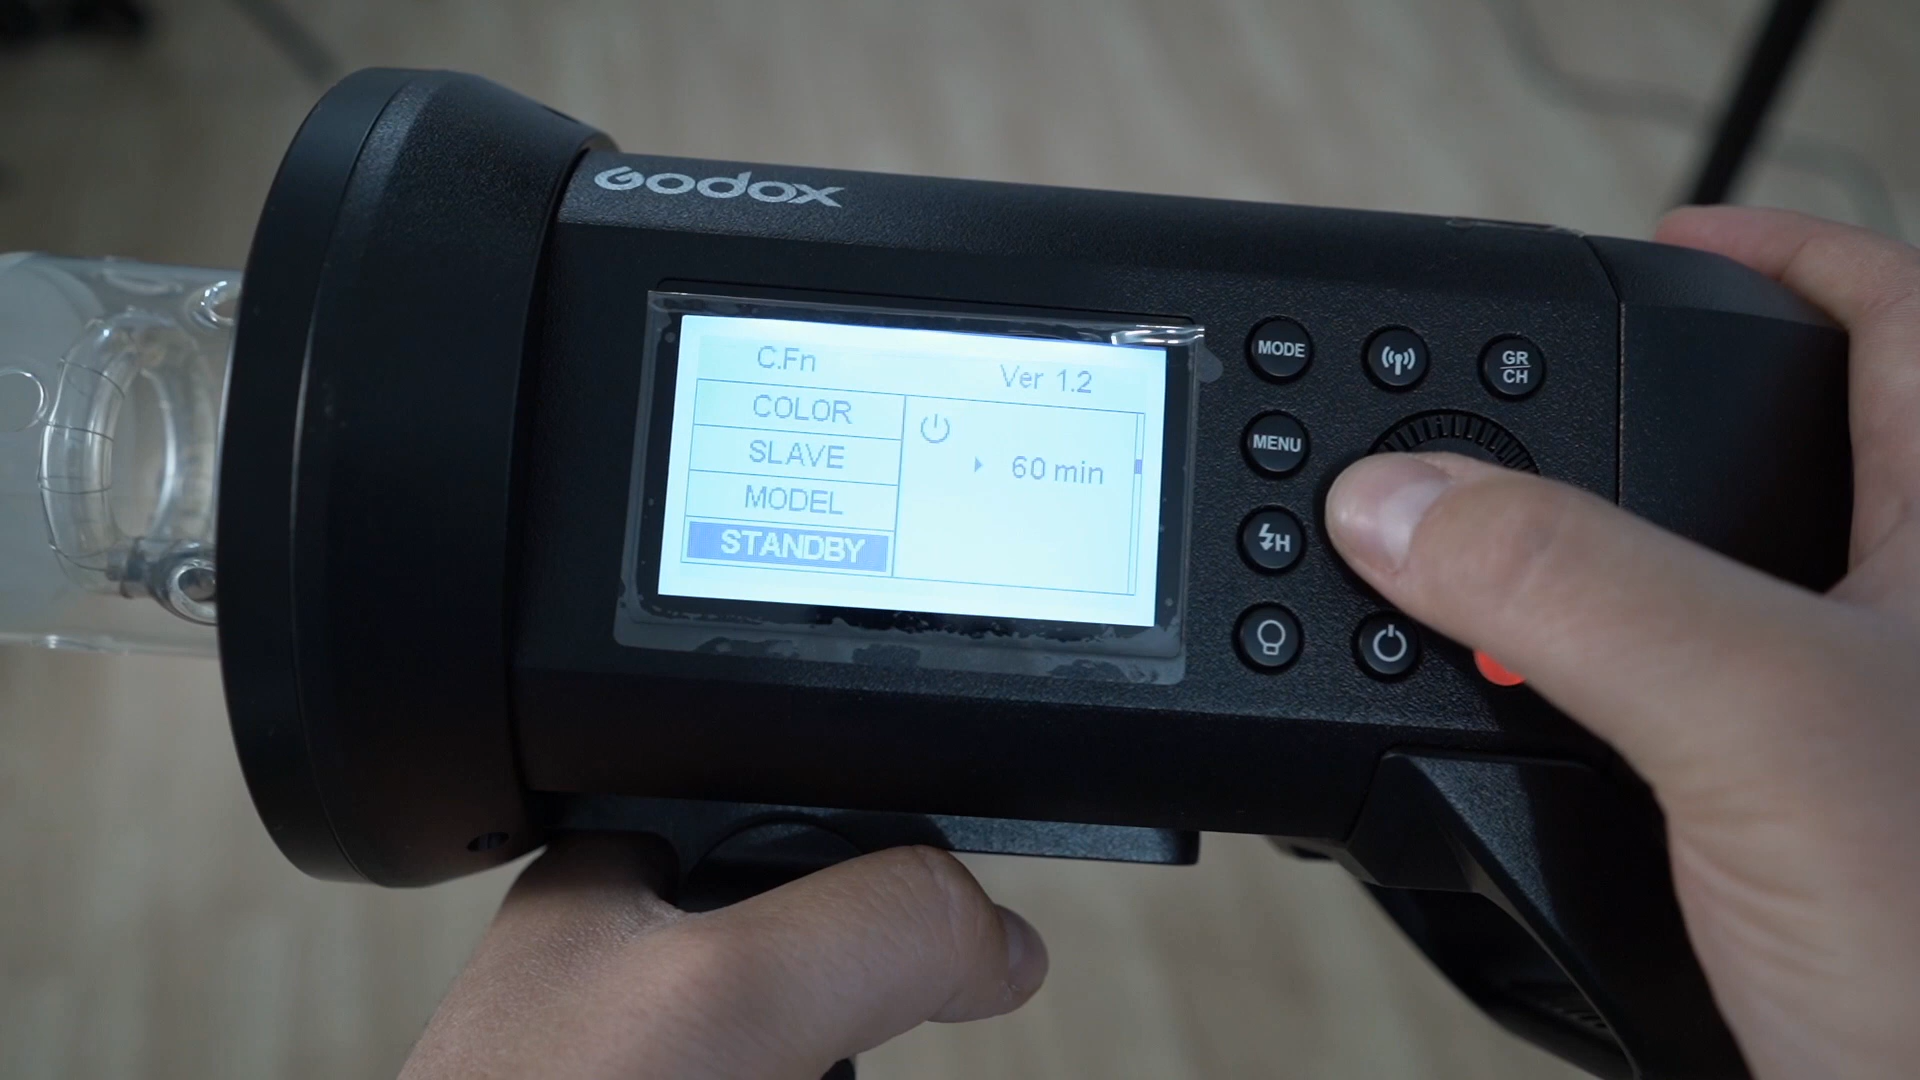 Godox
C.Fn Ver 1.2
COLOR
SLAVE
MODEL
STANDBY
60 min
MODE
GR
CH
MENU
H